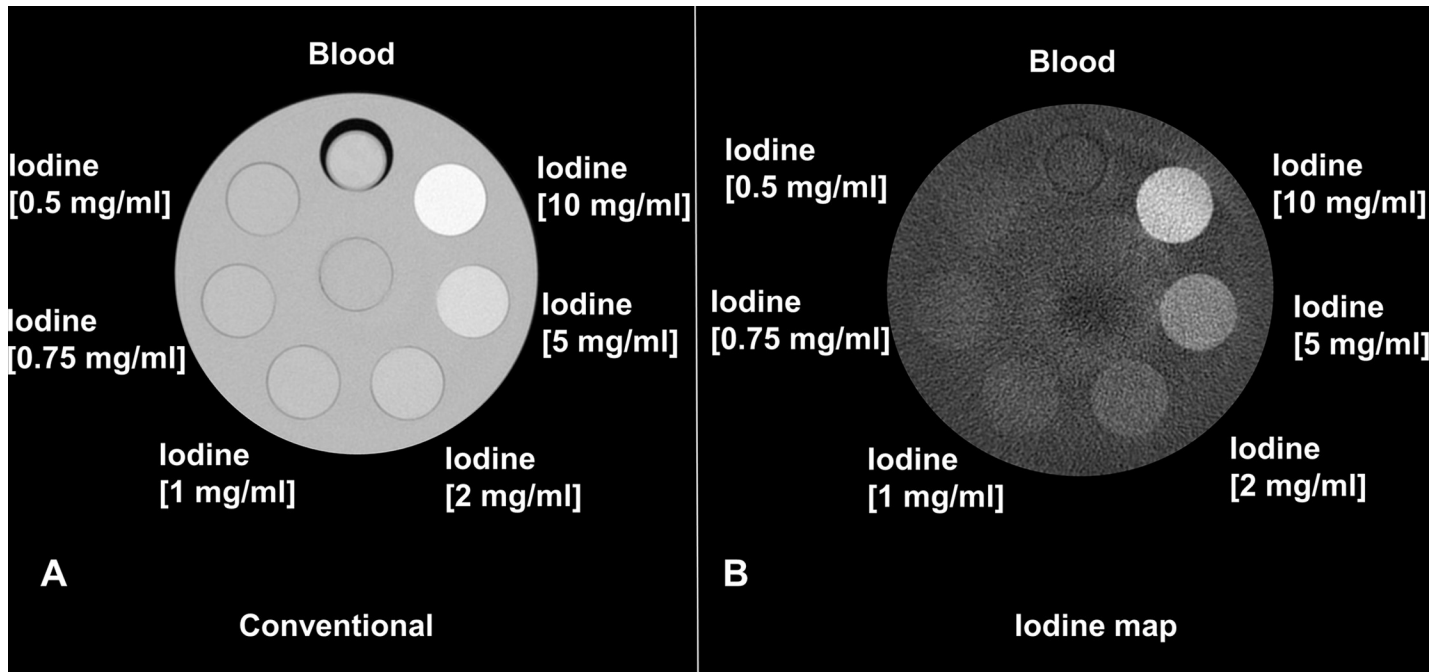 Blood
Iodine
[0.5 mg/ml]
Iodine
[10 mg/ml]
Iodine
[0.75 mg/ml]
Iodine
[5 mg/ml]
Iodine
[1 mg/ml]
Iodine
[2 mg/ml]
A
Conventional
Blood
Iodine
[0.5 mg/ml]
Iodine
[10 mg/ml]
Iodine
[0.75 mg/ml]
Iodine
[5 mg/ml]
Iodine
[1 mg/ml]
Iodine
[2 mg/ml]
B
Iodine map